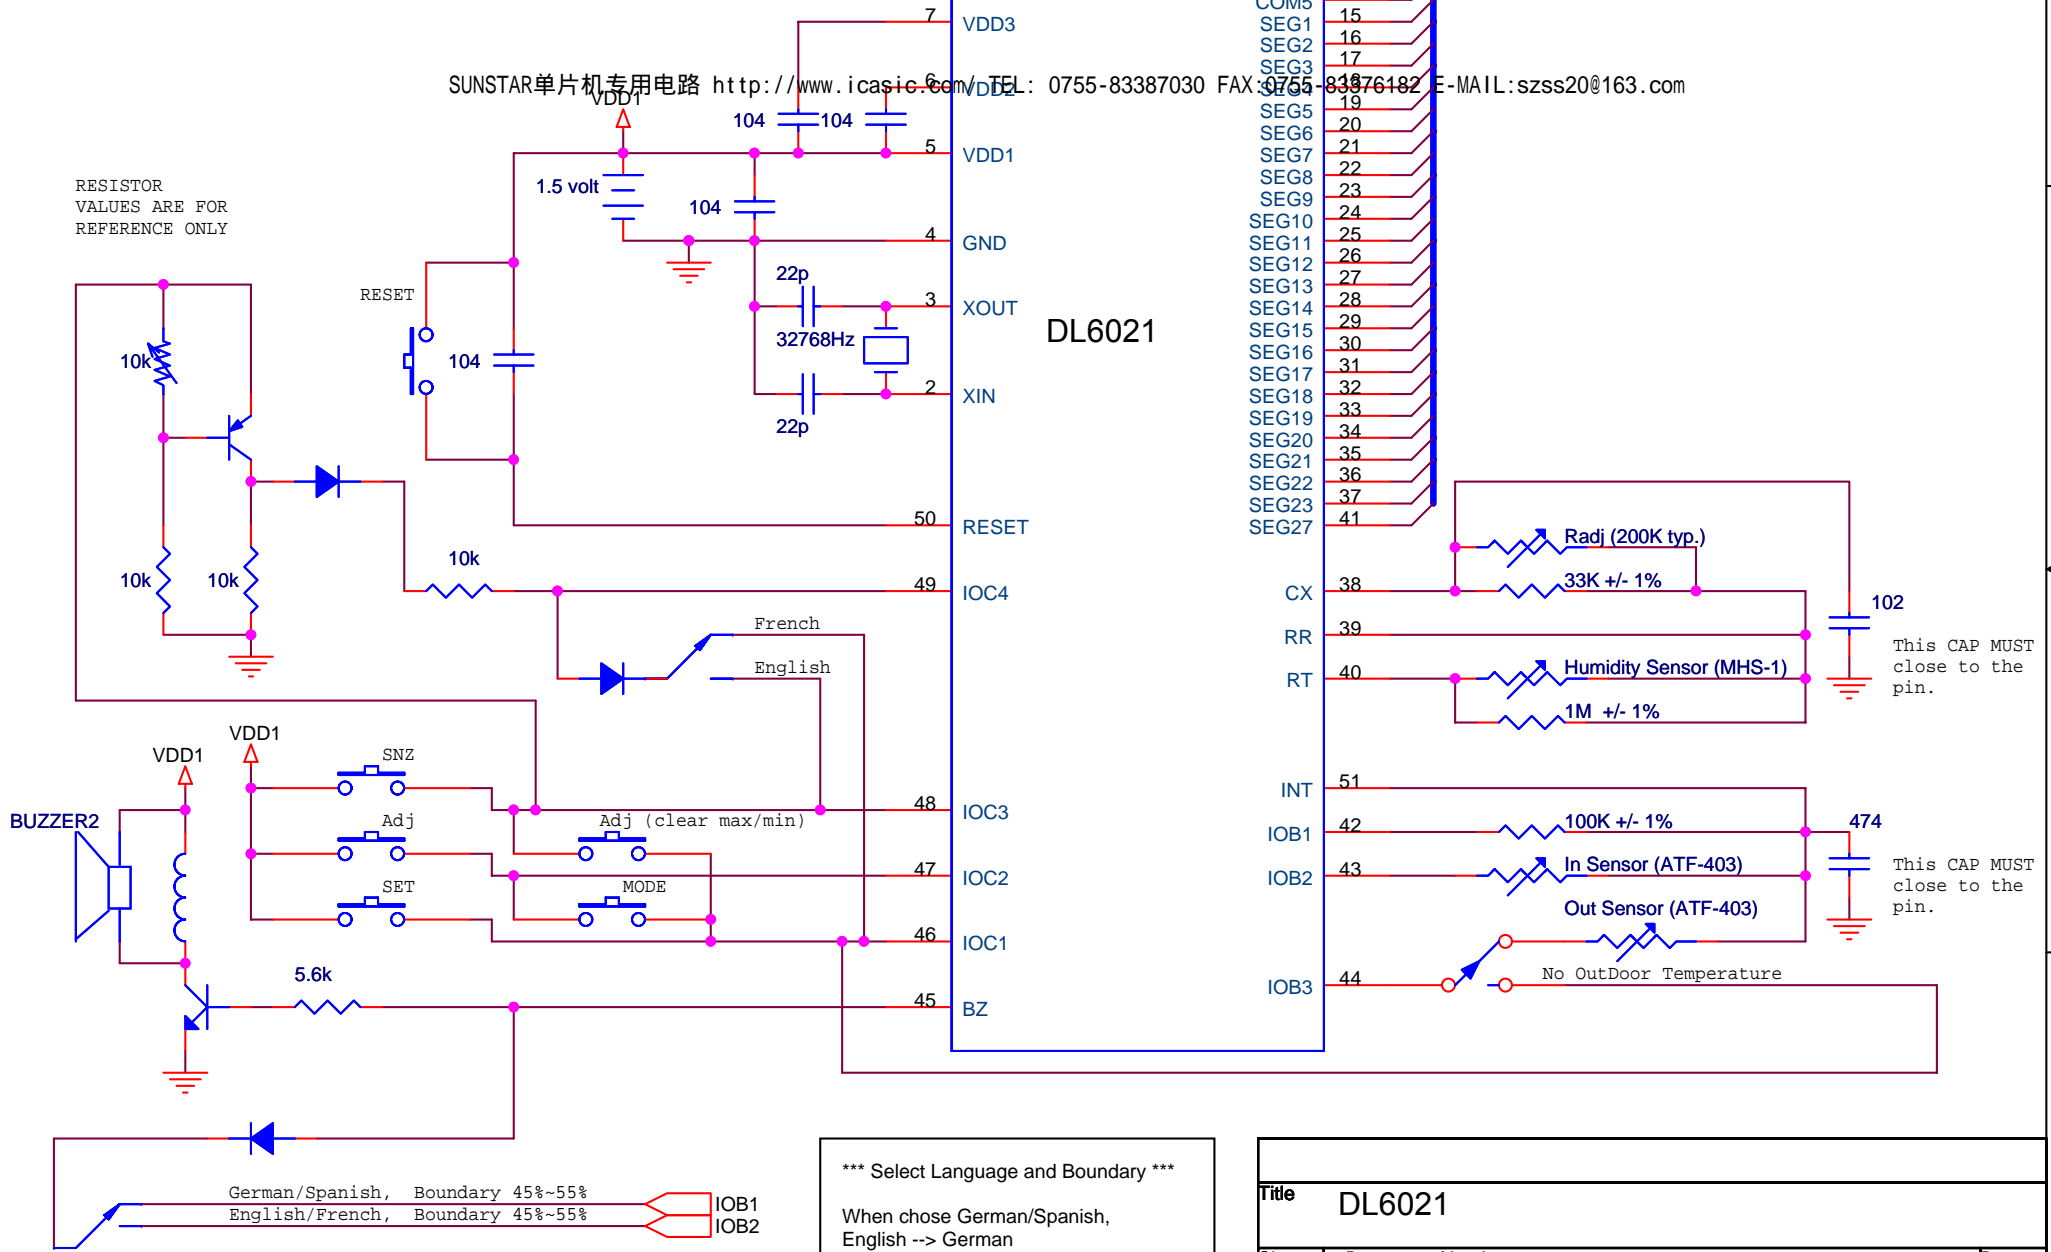 COM5
7 VDD3
SEG1 15
SEG2 16
SEG3 17
SUNSTAR单片机专用电路 http://www.icasic.com/ TEL: 0755-83387030 FAX:0755-83376182 E-MAIL:szss20@163.com
6 VDD2
SEG4 18
VDD1
104
104
SEG5 19
SEG6 20
5 VDD1
SEG7 21
SEG8 22
1.5 volt
104
SEG9 23
RESISTOR
VALUES ARE FOR
REFERENCE ONLY
SEG10 24
4 GND
SEG11 25
SEG12 26
22p
SEG13 27
RESET
3 XOUT
SEG14 28
32768Hz
DL6021
SEG15 29
SEG16 30
10k
104
SEG17 31
2 XIN
SEG18 32
22p
SEG19 33
SEG20 34
SEG21 35
SEG22 36
SEG23 37
50 RESET
SEG27 41
Radj (200K typ.)
10k
10k
10k
49 IOC4
CX 38
33K +/- 1%
102
This CAP MUST
close to the
pin.
French
RR 39
English
RT 40
Humidity Sensor (MHS-1)
1M +/- 1%
VDD1
VDD1
SNZ
INT 51
48 IOC3
BUZZER2
Adj
Adj (clear max/min)
IOB1 42
100K +/- 1%
474
This CAP MUST
close to the
pin.
47 IOC2
IOB2 43
In Sensor (ATF-403)
SET
MODE
Out Sensor (ATF-403)
46 IOC1
5.6k
IOB3 44
No OutDoor Temperature
45 BZ
*** Select Language and Boundary ***
German/Spanish, Boundary 45%~55% IOB1
English/French, Boundary 45%~55% IOB2
When chose German/Spanish,
English --> German
Title
DL6021